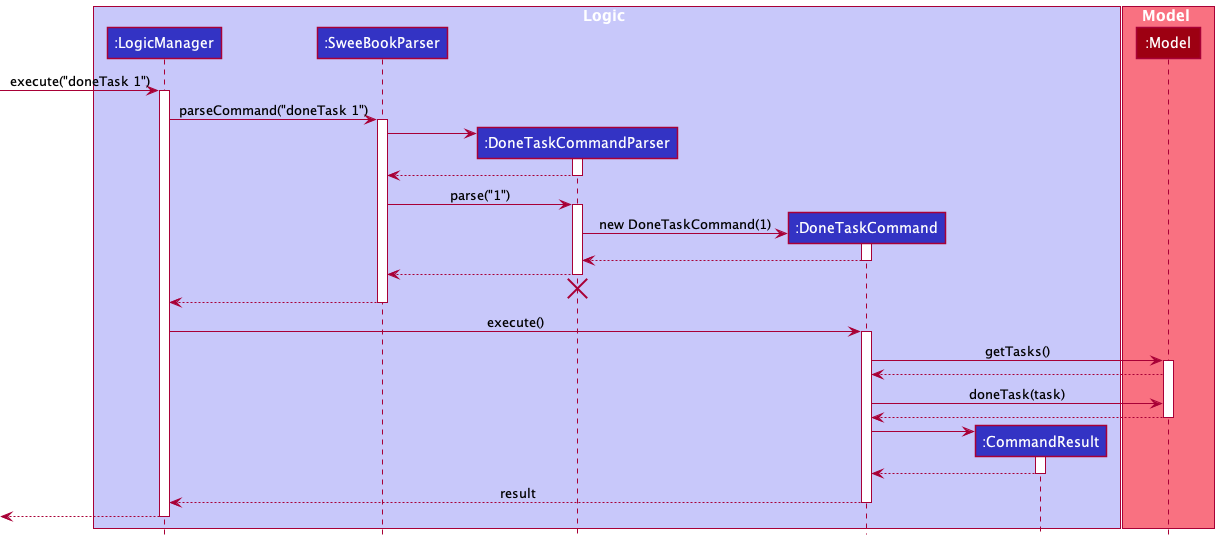 Logic
Model
:LogicManager
:SweeBookParser
:Model
execute("doneTask 1")
parseCommand("doneTask 1")
:DoneTaskCommandParser
parse("1")
new DoneTaskCommand(1)
:DoneTaskCommand
execute()
getTasks()
doneTask(task)
:CommandResult
result